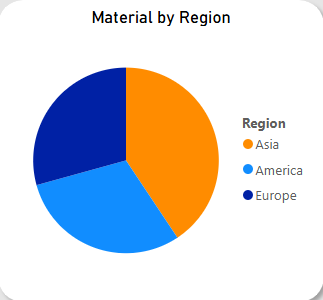 Material by Region
Region
Asia
America
Europe